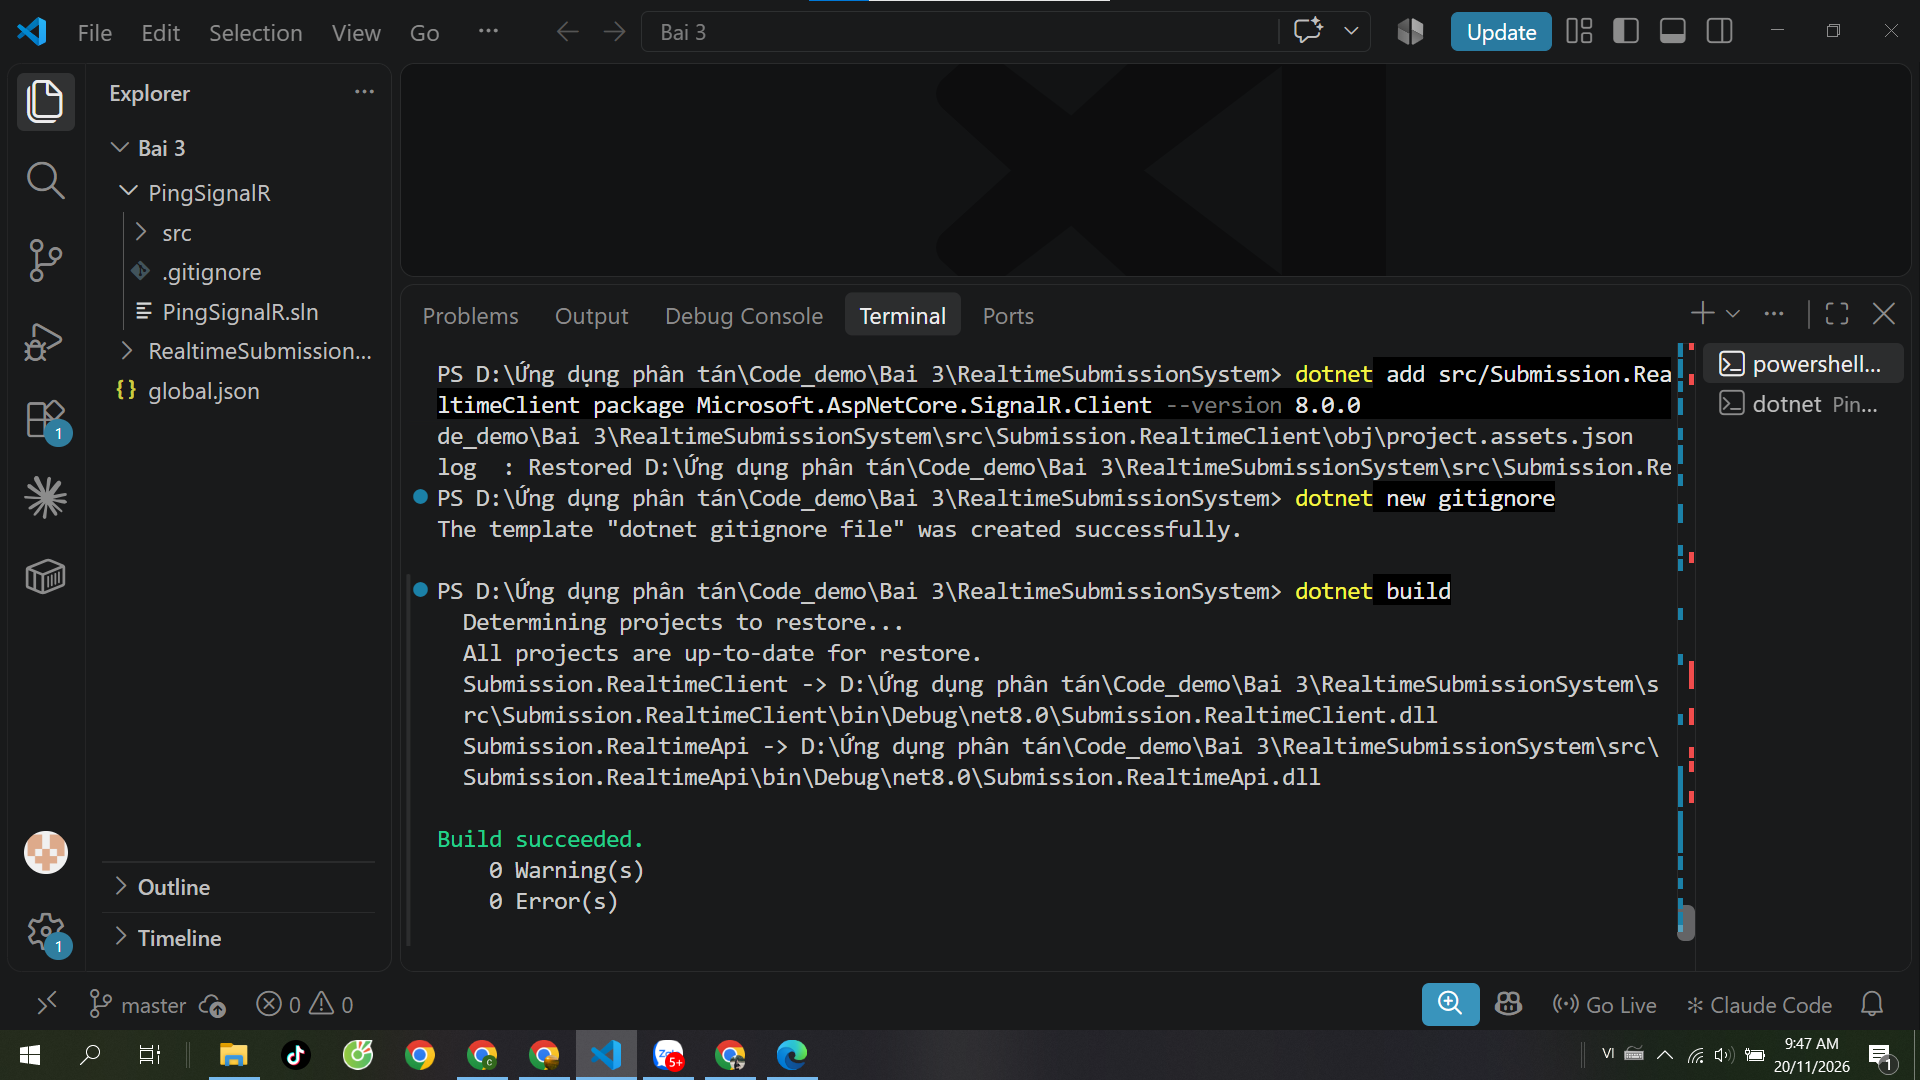 File Edit Selection View Go ...
Bai 3
Update
Explorer
Bai 3
PingSignalR
src
.gitignore
PingSignalR.sln
RealtimeSubmission...
{} global.json
1
Outline
Timeline
1
Problems Output Debug Console Terminal Ports
powershell...
dotnet Pin...
PS D:\Ứng dụng phân tán\Code_demo\Bai 3\RealtimeSubmissionSystem> dotnet add src/Submission.Rea
ltimeClient package Microsoft.AspNetCore.SignalR.Client --version 8.0.0
de_demo\Bai 3\RealtimeSubmissionSystem\src\Submission.RealtimeClient\obj\project.assets.json
log  : Restored D:\Ứng dụng phân tán\Code_demo\Bai 3\RealtimeSubmissionSystem\src\Submission.Re
PS D:\Ứng dụng phân tán\Code_demo\Bai 3\RealtimeSubmissionSystem> dotnet new gitignore
The template "dotnet gitignore file" was created successfully.
PS D:\Ứng dụng phân tán\Code_demo\Bai 3\RealtimeSubmissionSystem> dotnet build
Determining projects to restore...
All projects are up-to-date for restore.
Submission.RealtimeClient -> D:\Ứng dụng phân tán\Code_demo\Bai 3\RealtimeSubmissionSystem\s
rc\Submission.RealtimeClient\bin\Debug\net8.0\Submission.RealtimeClient.dll
Submission.RealtimeApi -> D:\Ứng dụng phân tán\Code_demo\Bai 3\RealtimeSubmissionSystem\src\
Submission.RealtimeApi\bin\Debug\net8.0\Submission.RealtimeApi.dll
Build succeeded.
0 Warning(s)
0 Error(s)
master 0 0
Go Live Claude Code
5+
VI
9:47 AM
20/11/2026
1